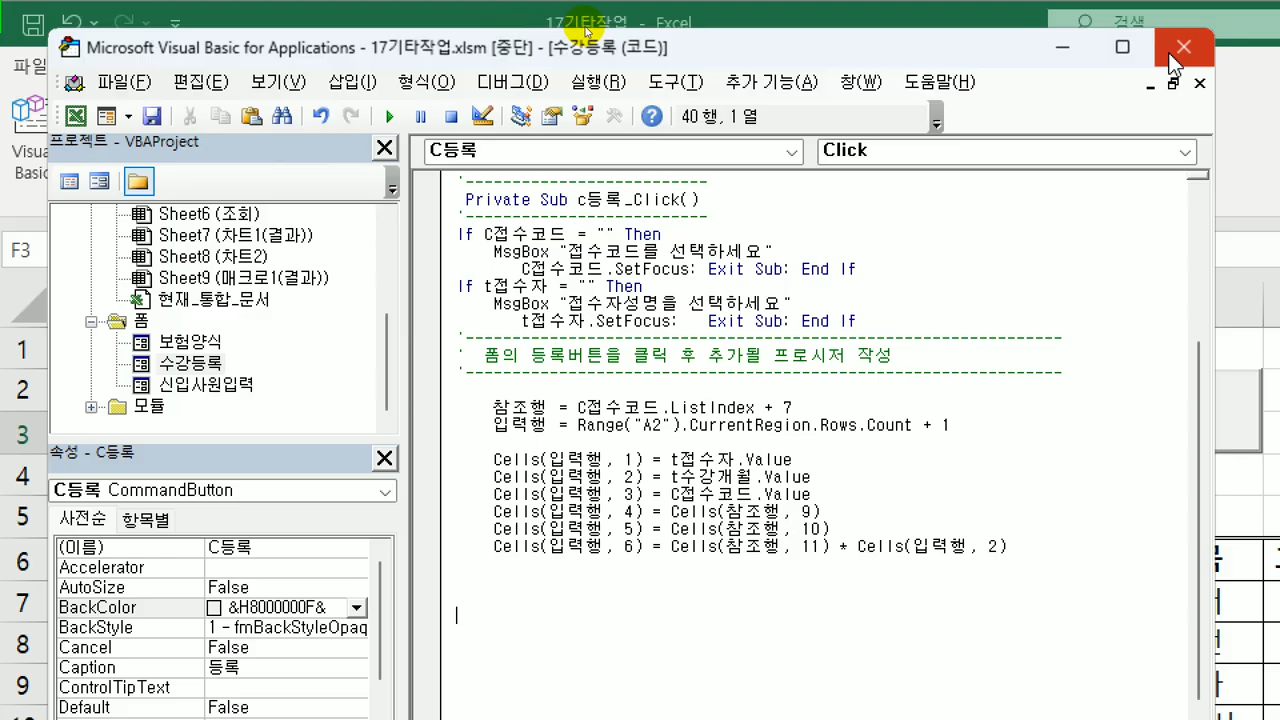 17기타작업 - Excel
검색
Microsoft Visual Basic for Applications - 17기타작업.xlsm [중단] - [수강등록 (코드)]
파일
파일(F) 편집(E) 보기(V) 삽입(I) 형식(O) 디버그(D) 실행(R) 도구(T) 추가 기능(A) 창(W) 도움말(H)
40 행, 1 열
Visua
Basic
프로젝트 - VBAProject
C등록
Click
Sheet6 (조회)
Sheet7 (차트1(결과))
Sheet8 (차트2)
Sheet9 (매크로1(결과))
현재_통합_문서
폼
보험양식
수강등록
신입사원입력
모듈
F3
1
2
3
4
5
6
7
8
9
속성 - C등록
C등록 CommandButton
사전순 항목별
(이름) C등록
Accelerator
AutoSize False
BackColor &H8000000F&
BackStyle 1 - fmBackStyleOpaq
Cancel False
Caption 등록
ControlTipText
Default False
'---------------------------
Private Sub c등록_Click()
'---------------------------
If C접수코드 = "" Then
MsgBox "접수코드를 선택하세요"
C접수코드.SetFocus: Exit Sub: End If
If t접수자 = "" Then
MsgBox "접수자성명을 선택하세요"
t접수자.SetFocus: Exit Sub: End If
'-----------------------------------------------------------------
' 폼의 등록버튼을 클릭 후 추가될 프로시저 작성
'-----------------------------------------------------------------
참조행 = C접수코드.ListIndex + 7
입력행 = Range("A2").CurrentRegion.Rows.Count + 1
Cells(입력행, 1) = t접수자.Value
Cells(입력행, 2) = t수강개월.Value
Cells(입력행, 3) = C접수코드.Value
Cells(입력행, 4) = Cells(참조행, 9)
Cells(입력행, 5) = Cells(참조행, 10)
Cells(입력행, 6) = Cells(참조행, 11) * Cells(입력행, 2)